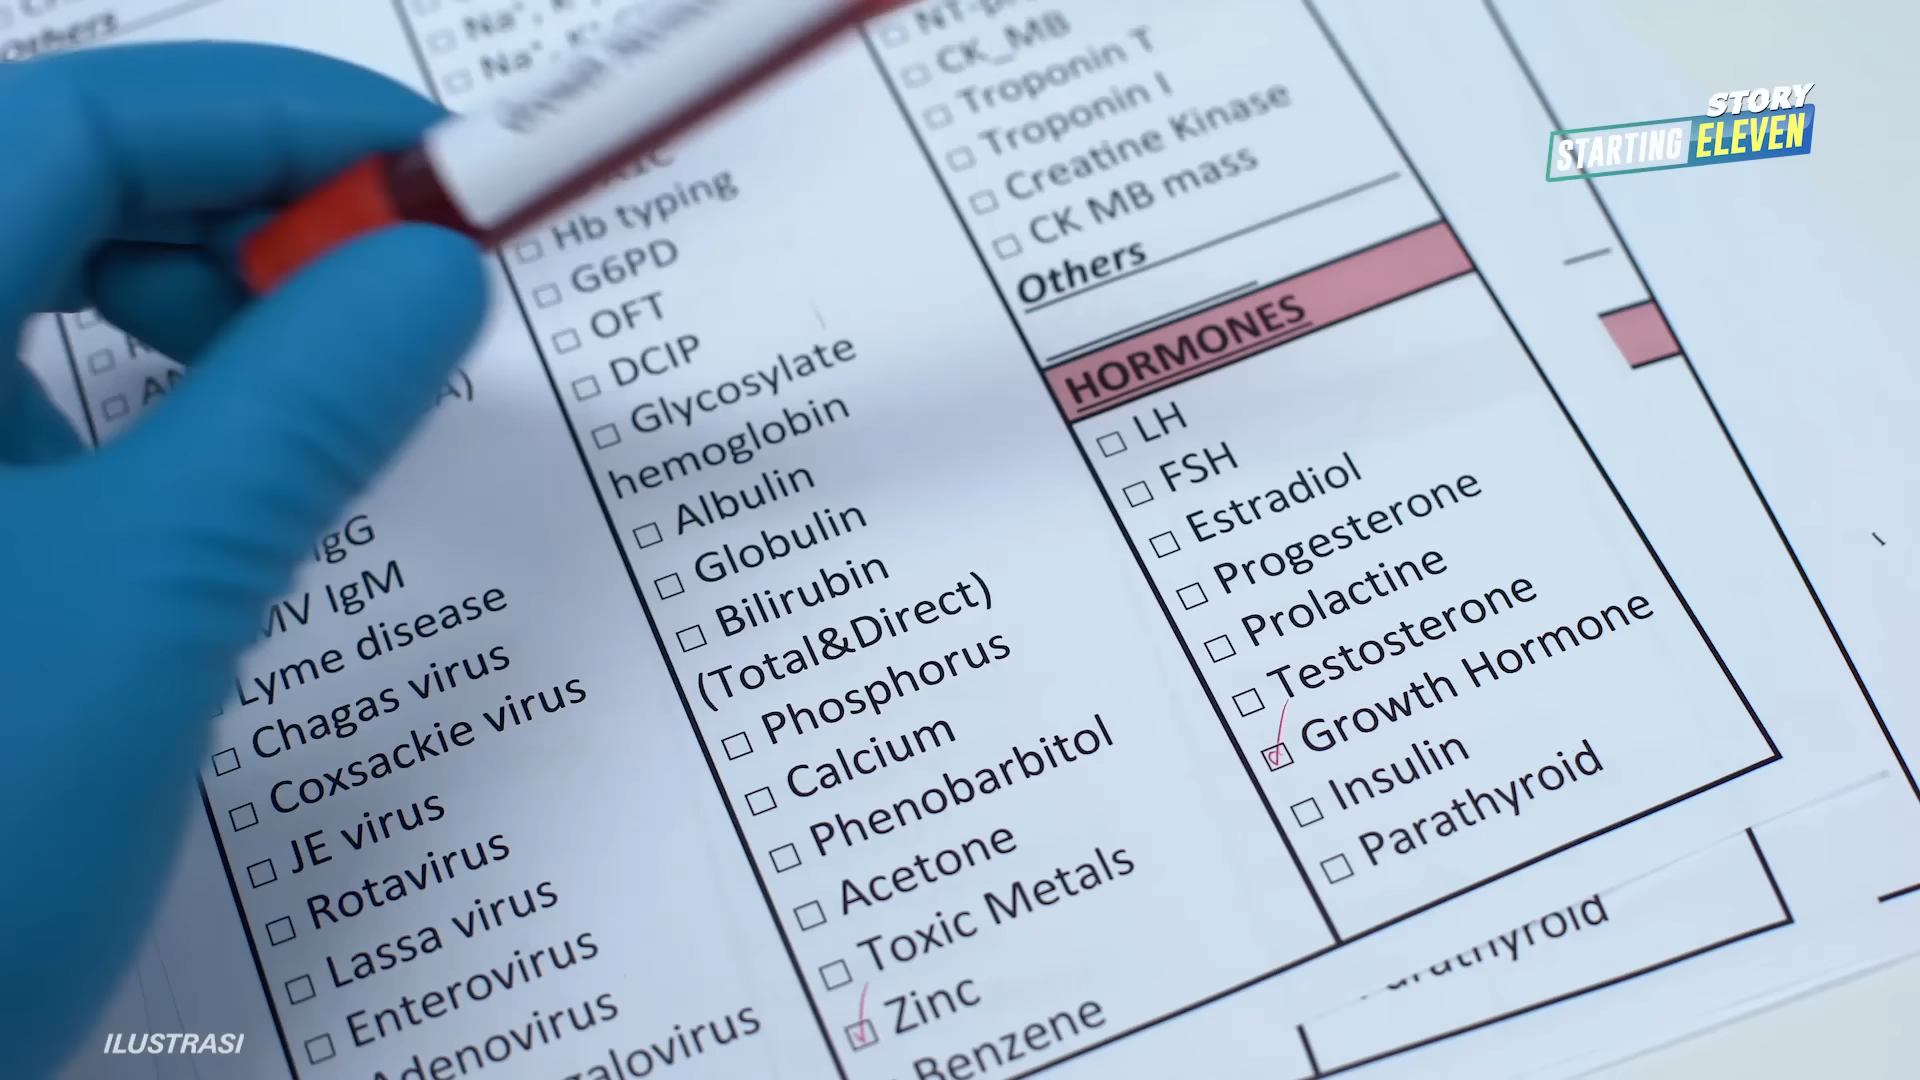 Others
Na⁺, K⁺
Na⁺, K⁺
Hb typing
G6PD
OFT
DCIP
Glycosylate
hemoglobin
Albulin
Globulin
Bilirubin
(Total&Direct)
Phosphorus
Calcium
Phenobarbitol
Acetone
Toxic Metals
Zinc
Benzene
IgG
IgM
Lyme disease
Chagas virus
Coxsackie virus
JE virus
Rotavirus
Lassa virus
Enterovirus
Adenovirus
CK_MB
Troponin T
Troponin I
Creatine Kinase
CK MB mass
Others
HORMONES
LH
FSH
Estradiol
Progesterone
Prolactine
Testosterone
Growth Hormone
Insulin
Parathyroid
Parathyroid
STORY
STARTING ELEVEN
ILUSTRASI